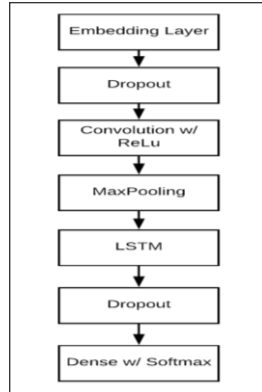 Embedding Layer
Dropout
Convolution w/
ReLu
MaxPooling
LSTM
Dropout
Dense w/ Softmax